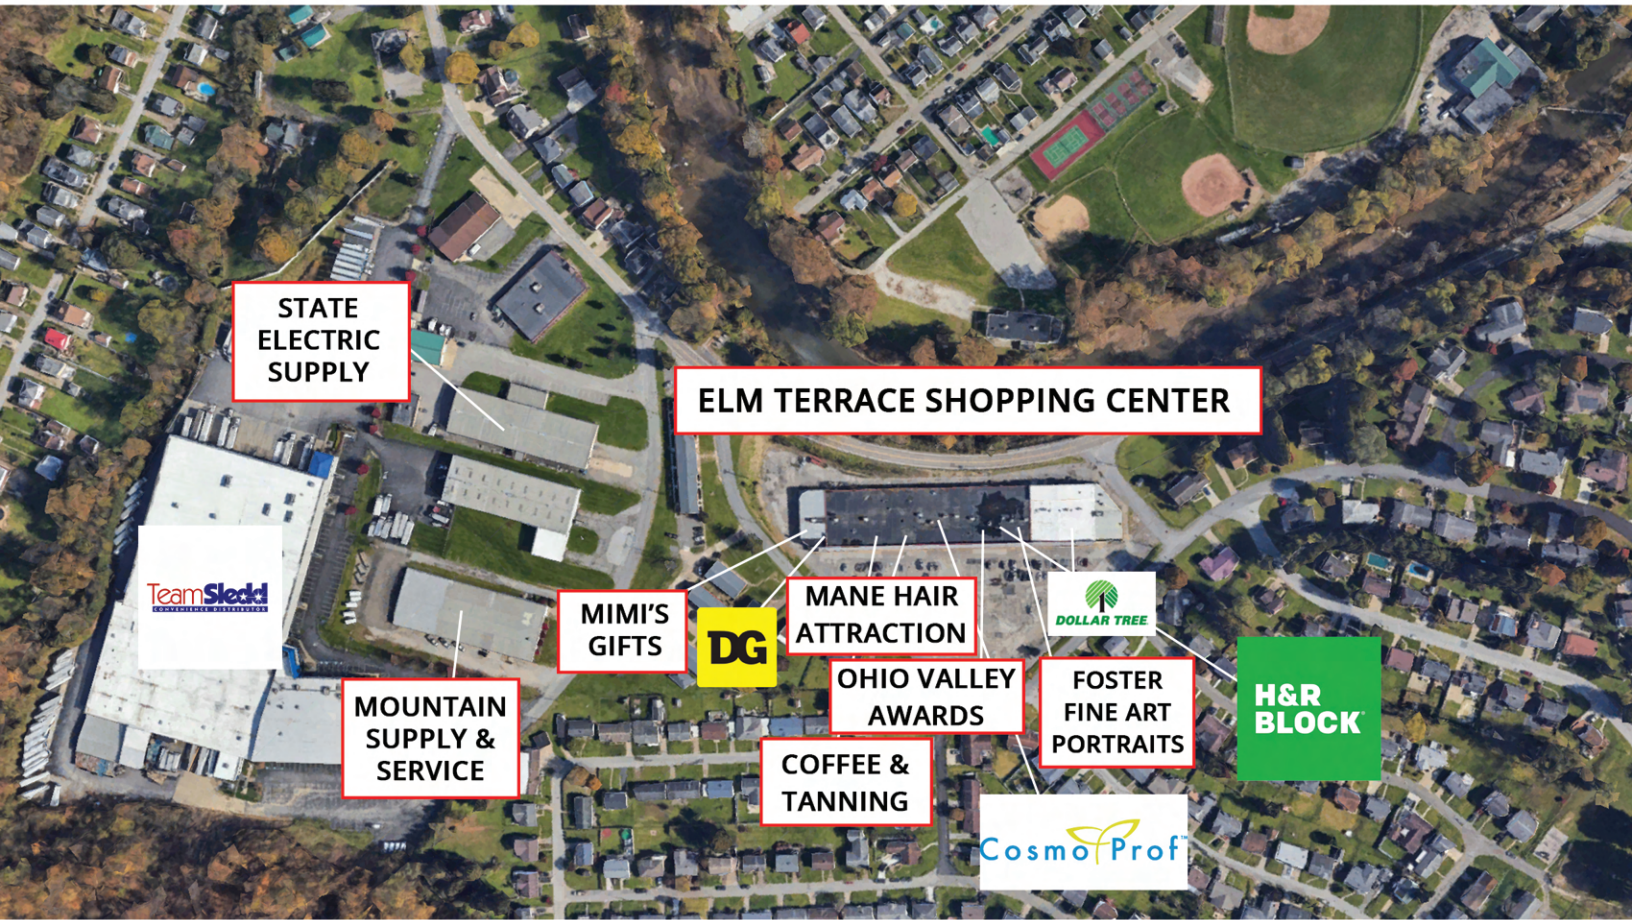 STATE
ELECTRIC
SUPPLY
ELM TERRACE SHOPPING CENTER
TeamSledd
CONVENIENCE DISTRIBUTOR
MIMI'S
GIFTS
DG
MANE HAIR
ATTRACTION
DOLLAR TREE
OHIO VALLEY
AWARDS
FOSTER
FINE ART
PORTRAITS
H&R
BLOCK
MOUNTAIN
SUPPLY &
SERVICE
COFFEE &
TANNING
CosmoProf